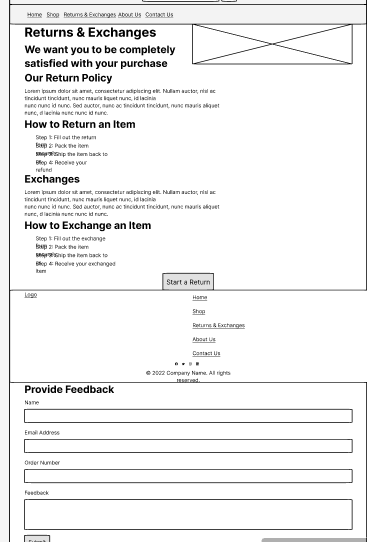 Home Shop Returns & Exchanges About Us Contact Us
Returns & Exchanges
We want you to be completely
satisfied with your purchase
Our Return Policy
Lorem ipsum dolor sit amet, consectetur adipiscing elit. Nullam auctor, nisl ac
tincidunt tincidunt, nunc mauris liquet mi, id lacinia
nunc nunc id nunc. Sed auctor, nunc ac tincidunt tincidunt, nunc mauris aliquet
nunc, id lacinia nunc nunc id nunc.
How to Return an Item
Step 1: Fill out the return
form
Step 2: Pack the item
Step 3: Ship the item back to
Step 4: Receive your
refund
Exchanges
Lorem ipsum dolor sit amet, consectetur adipiscing elit. Nullam auctor, nisl ac
tincidunt tincidunt, nunc mauris liquet mi, id lacinia
nunc nunc id nunc. Sed auctor, nunc ac tincidunt tincidunt, nunc mauris aliquet
nunc, id lacinia nunc nunc id nunc.
How to Exchange an Item
Step 1: Fill out the exchange
form
Step 2: Pack the item
Step 3: Ship the item back to
Step 4: Receive your exchanged
item
Start a Return
Logo
Home
Shop
Returns & Exchanges
About Us
Contact Us
© 2022 Company Name. All rights
reserved.
Provide Feedback
Name
Email Address
Order Number
Feedback
Submit